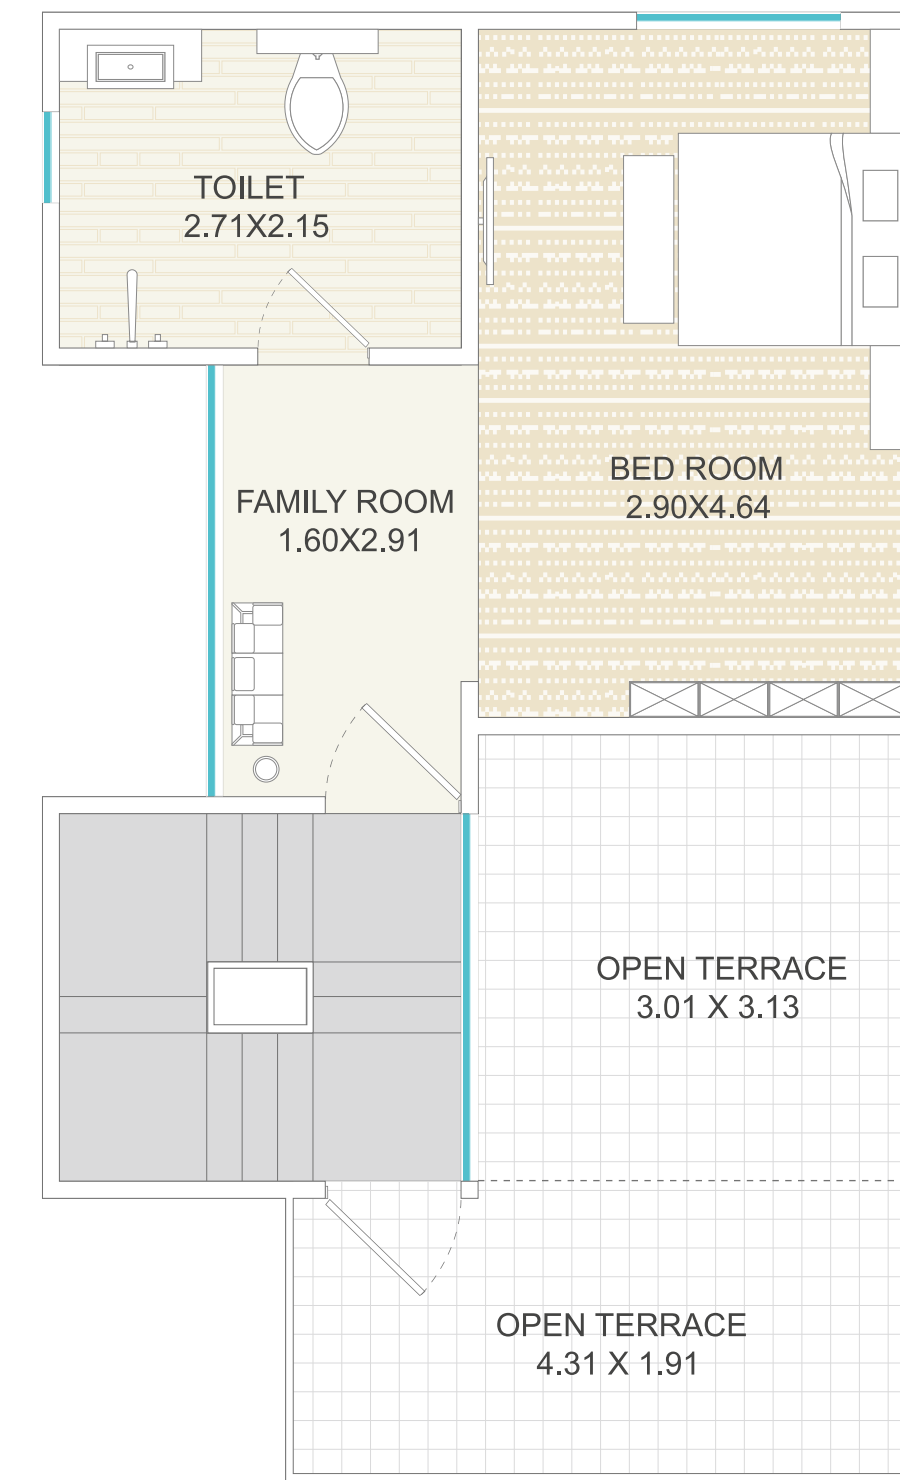 TOILET
2.71X2.15
BED ROOM
2.90X4.64
FAMILY ROOM
1.60X2.91
OPEN TERRACE
3.01 X 3.13
OPEN TERRACE
4.31 X 1.91